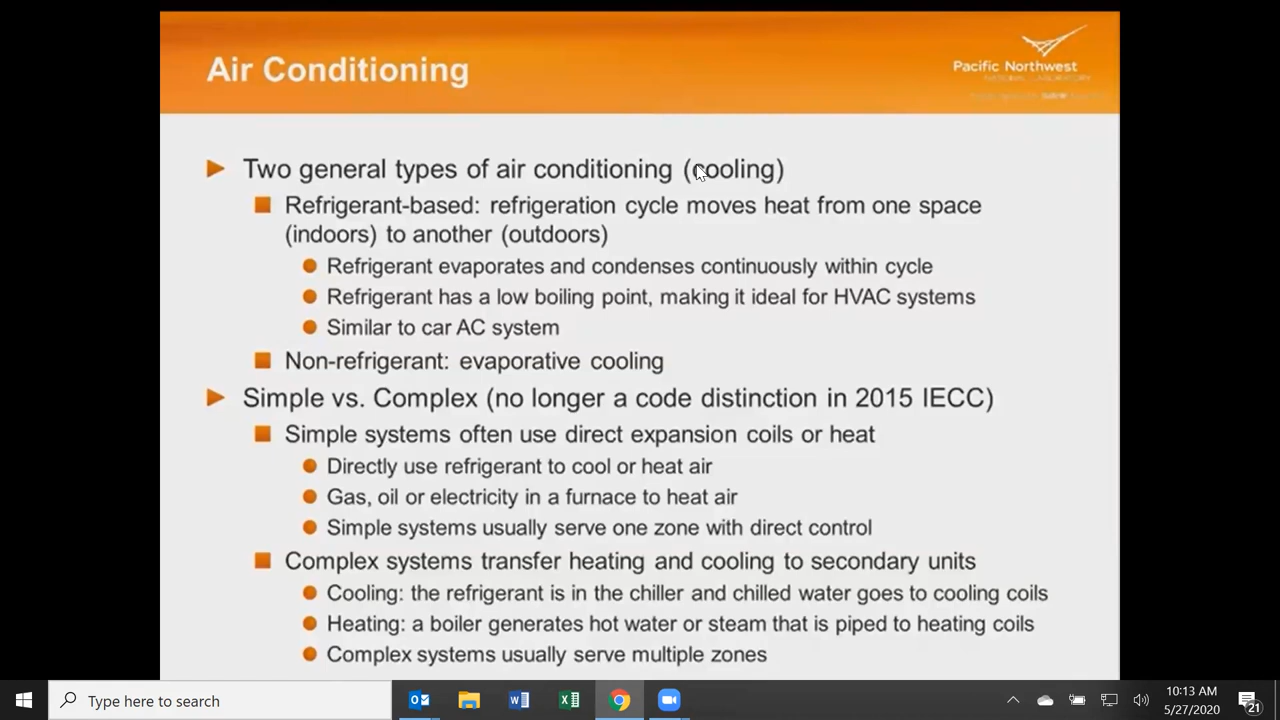 Air Conditioning
Pacific Northwest
NATIONAL LABORATORY
Two general types of air conditioning (cooling)
Refrigerant-based: refrigeration cycle moves heat from one space
(indoors) to another (outdoors)
Refrigerant evaporates and condenses continuously within cycle
Refrigerant has a low boiling point, making it ideal for HVAC systems
Similar to car AC system
Non-refrigerant: evaporative cooling
Simple vs. Complex (no longer a code distinction in 2015 IECC)
Simple systems often use direct expansion coils or heat
Directly use refrigerant to cool or heat air
Gas, oil or electricity in a furnace to heat air
Simple systems usually serve one zone with direct control
Complex systems transfer heating and cooling to secondary units
Cooling: the refrigerant is in the chiller and chilled water goes to cooling coils
Heating: a boiler generates hot water or steam that is piped to heating coils
Complex systems usually serve multiple zones
Type here to search
10:13 AM
5/27/2020
21